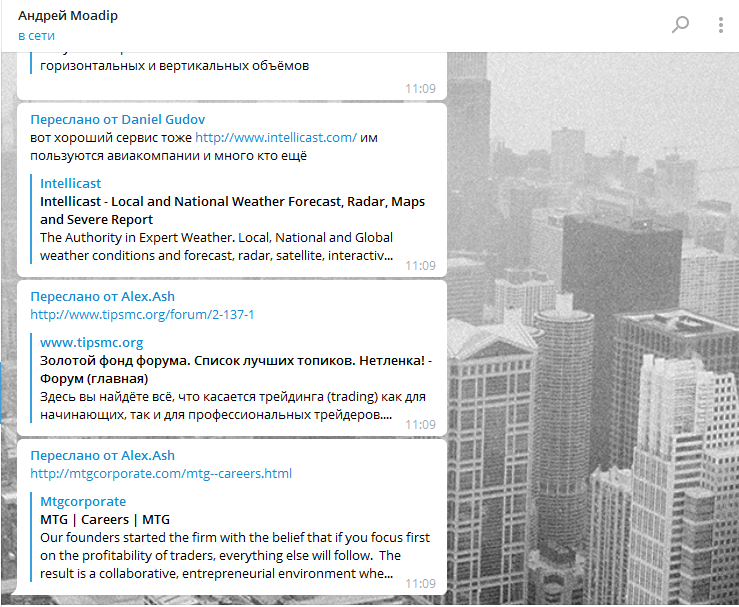 Андрей Moadip
в сети
горизонтальных и вертикальных объёмов
11:09
Переслано от Daniel Gudov
вот хороший сервис тоже http://www.intellicast.com/ им
пользуются авиакомпании и много кто ещё
Intellicast
Intellicast - Local and National Weather Forecast, Radar, Maps
and Severe Report
The Authority in Expert Weather. Local, National and Global
weather conditions and forecast, radar, satellite, interactiv...
11:09
Переслано от Alex.Ash
http://www.tipsmc.org/forum/2-137-1
www.tipsmc.org
Золотой фонд форума. Список лучших топиков. Нетленка! -
Форум (главная)
Здесь вы найдёте всё, что касается трейдинга (trading) как для
начинающих, так и для профессиональных трейдеров....
11:09
Переслано от Alex.Ash
http://mtgcorporate.com/mtg--careers.html
Mtgcorporate
MTG | Careers | MTG
Our founders started the firm with the belief that if you focus first
on the profitability of traders, everything else will follow.  The
result is a collaborative, entrepreneurial environment whe...
11:09